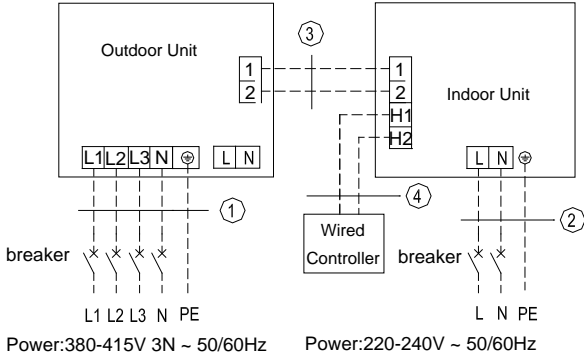 Outdoor Unit
1
2
L1 L2 L3 N
L N
1
breaker
L1 L2 L3 N PE
Power:380-415V 3N ~ 50/60Hz
3
Indoor Unit
1
2
H1
H2
L N
4
Wired
Controller
2
breaker
L N PE
Power:220-240V ~ 50/60Hz